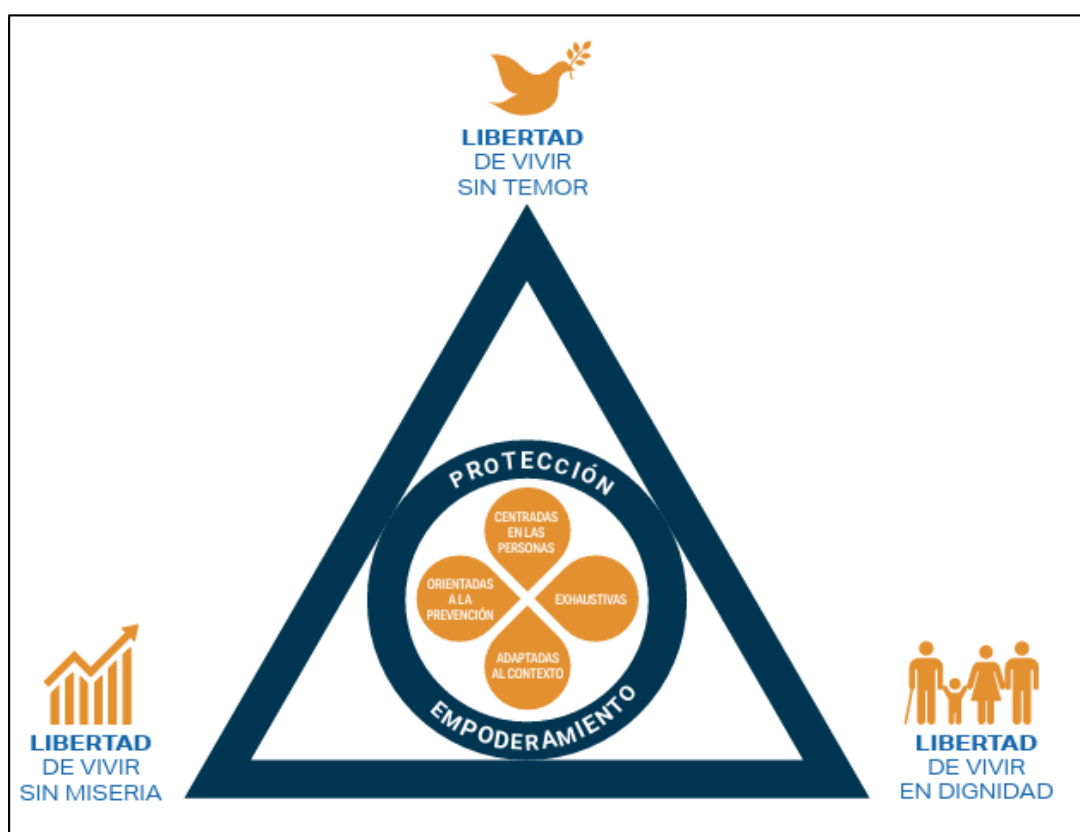 LIBERTAD
DE VIVIR
SIN TEMOR
PROTECCIÓN
CENTRADAS
EN LAS
PERSONAS
ORIENTADAS
A LA
PREVENCIÓN
EXHAUSTIVAS
ADAPTADAS
AL CONTEXTO
EMPODERAMIENTO
LIBERTAD
DE VIVIR
SIN MISERIA
LIBERTAD
DE VIVIR
EN DIGNIDAD